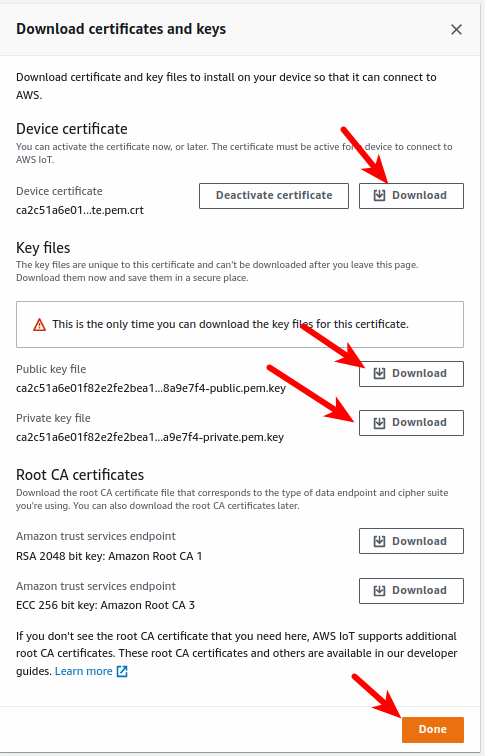 Download certificates and keys
Download certificate and key files to install on your device so that it can connect to
AWS.
Device certificate
You can activate the certificate now, or later. The certificate must be active for a device to connect to
AWS IoT.
Device certificate
ca2c51a6e01...te.pem.crt
Deactivate certificate
Download
Key files
The key files are unique to this certificate and can't be downloaded after you leave this page.
Download them now and save them in a secure place.
This is the only time you can download the key files for this certificate.
Public key file
ca2c51a6e01f82e2fe2bea1...8a9e7f4-public.pem.key
Download
Private key file
ca2c51a6e01f82e2fe2bea1...a9e7f4-private.pem.key
Download
Root CA certificates
Download the root CA certificate file that corresponds to the type of data endpoint and cipher suite
you're using. You can also download the root CA certificates later.
Amazon trust services endpoint
RSA 2048 bit key: Amazon Root CA 1
Download
Amazon trust services endpoint
ECC 256 bit key: Amazon Root CA 3
Download
If you don't see the root CA certificate that you need here, AWS IoT supports additional
root CA certificates. These root CA certificates and others are available in our developer
guides. Learn more
Done